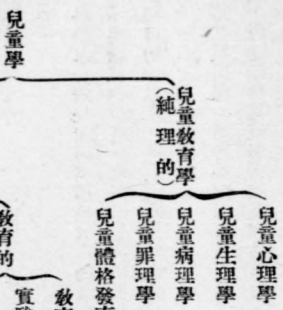 兒童學
兒童教育學
（純理的）
兒童心理學
兒童生理學
兒童病理學
兒童罪理學
兒童體格發
教育的
實
教